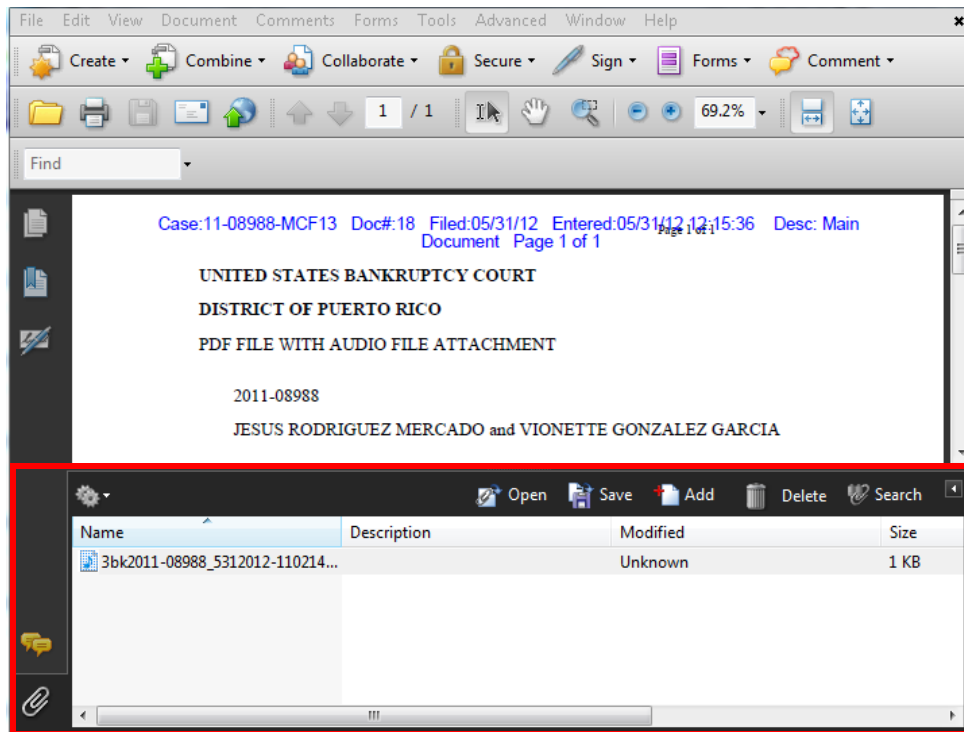 File Edit View Document Comments Forms Tools Advanced Window Help
Create Combine Collaborate Secure Sign Forms Comment
1 / 1 69.2%
Find
Case:11-08988-MCF13 Doc#:18 Filed:05/31/12 Entered:05/31/12 12:15:36 Desc: Main
Page 1 of 1
Document Page 1 of 1
UNITED STATES BANKRUPTCY COURT
DISTRICT OF PUERTO RICO
PDF FILE WITH AUDIO FILE ATTACHMENT
2011-08988
JESUS RODRIGUEZ MERCADO and VIONETTE GONZALEZ GARCIA
Open Save Add Delete Search
Name Description Modified Size
3bk2011-08988_5312012-110214... Unknown 1 KB